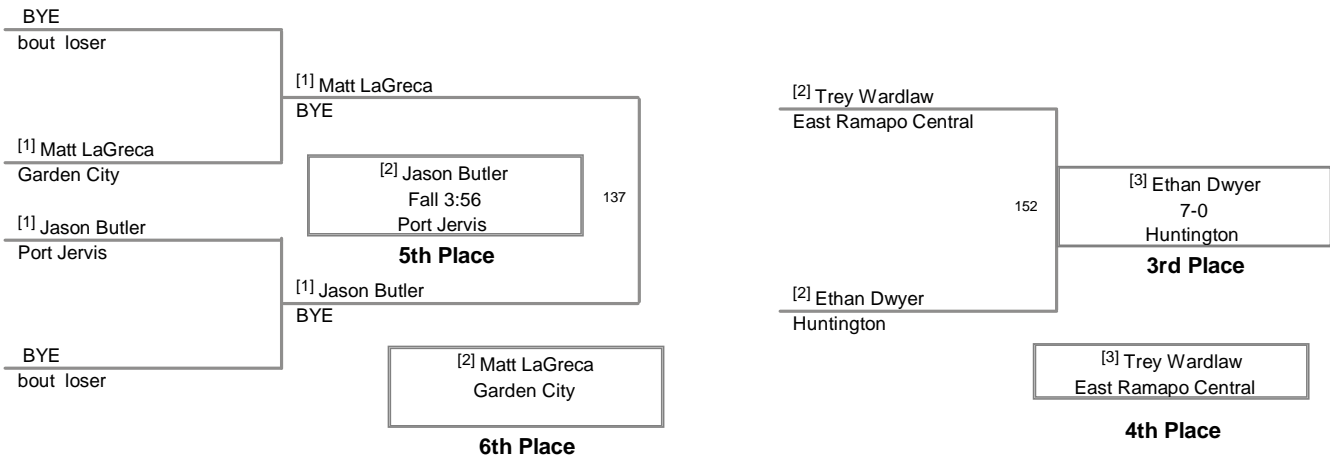 BYE
bout loser
[1] Matt LaGreca
BYE
[1] Matt LaGreca
Garden City
[2] Jason Butler
Fall 3:56
Port Jervis
137
5th Place
[1] Jason Butler
Port Jervis
[1] Jason Butler
BYE
BYE
bout loser
[2] Matt LaGreca
Garden City
6th Place
[2] Trey Wardlaw
East Ramapo Central
152
[3] Ethan Dwyer
7-0
Huntington
3rd Place
[2] Ethan Dwyer
Huntington
[3] Trey Wardlaw
East Ramapo Central
4th Place